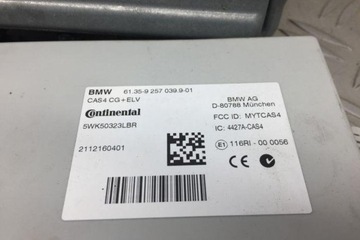 BMW 61.35-9 257 039.9-01
CAS4 CG+ELV
Continental
5WK50323LBR
2112160401
BMW AG
D-80788 München
FCC ID: MYTCAS4
IC: 4427A-CAS4
E1 116RI - 00 0056